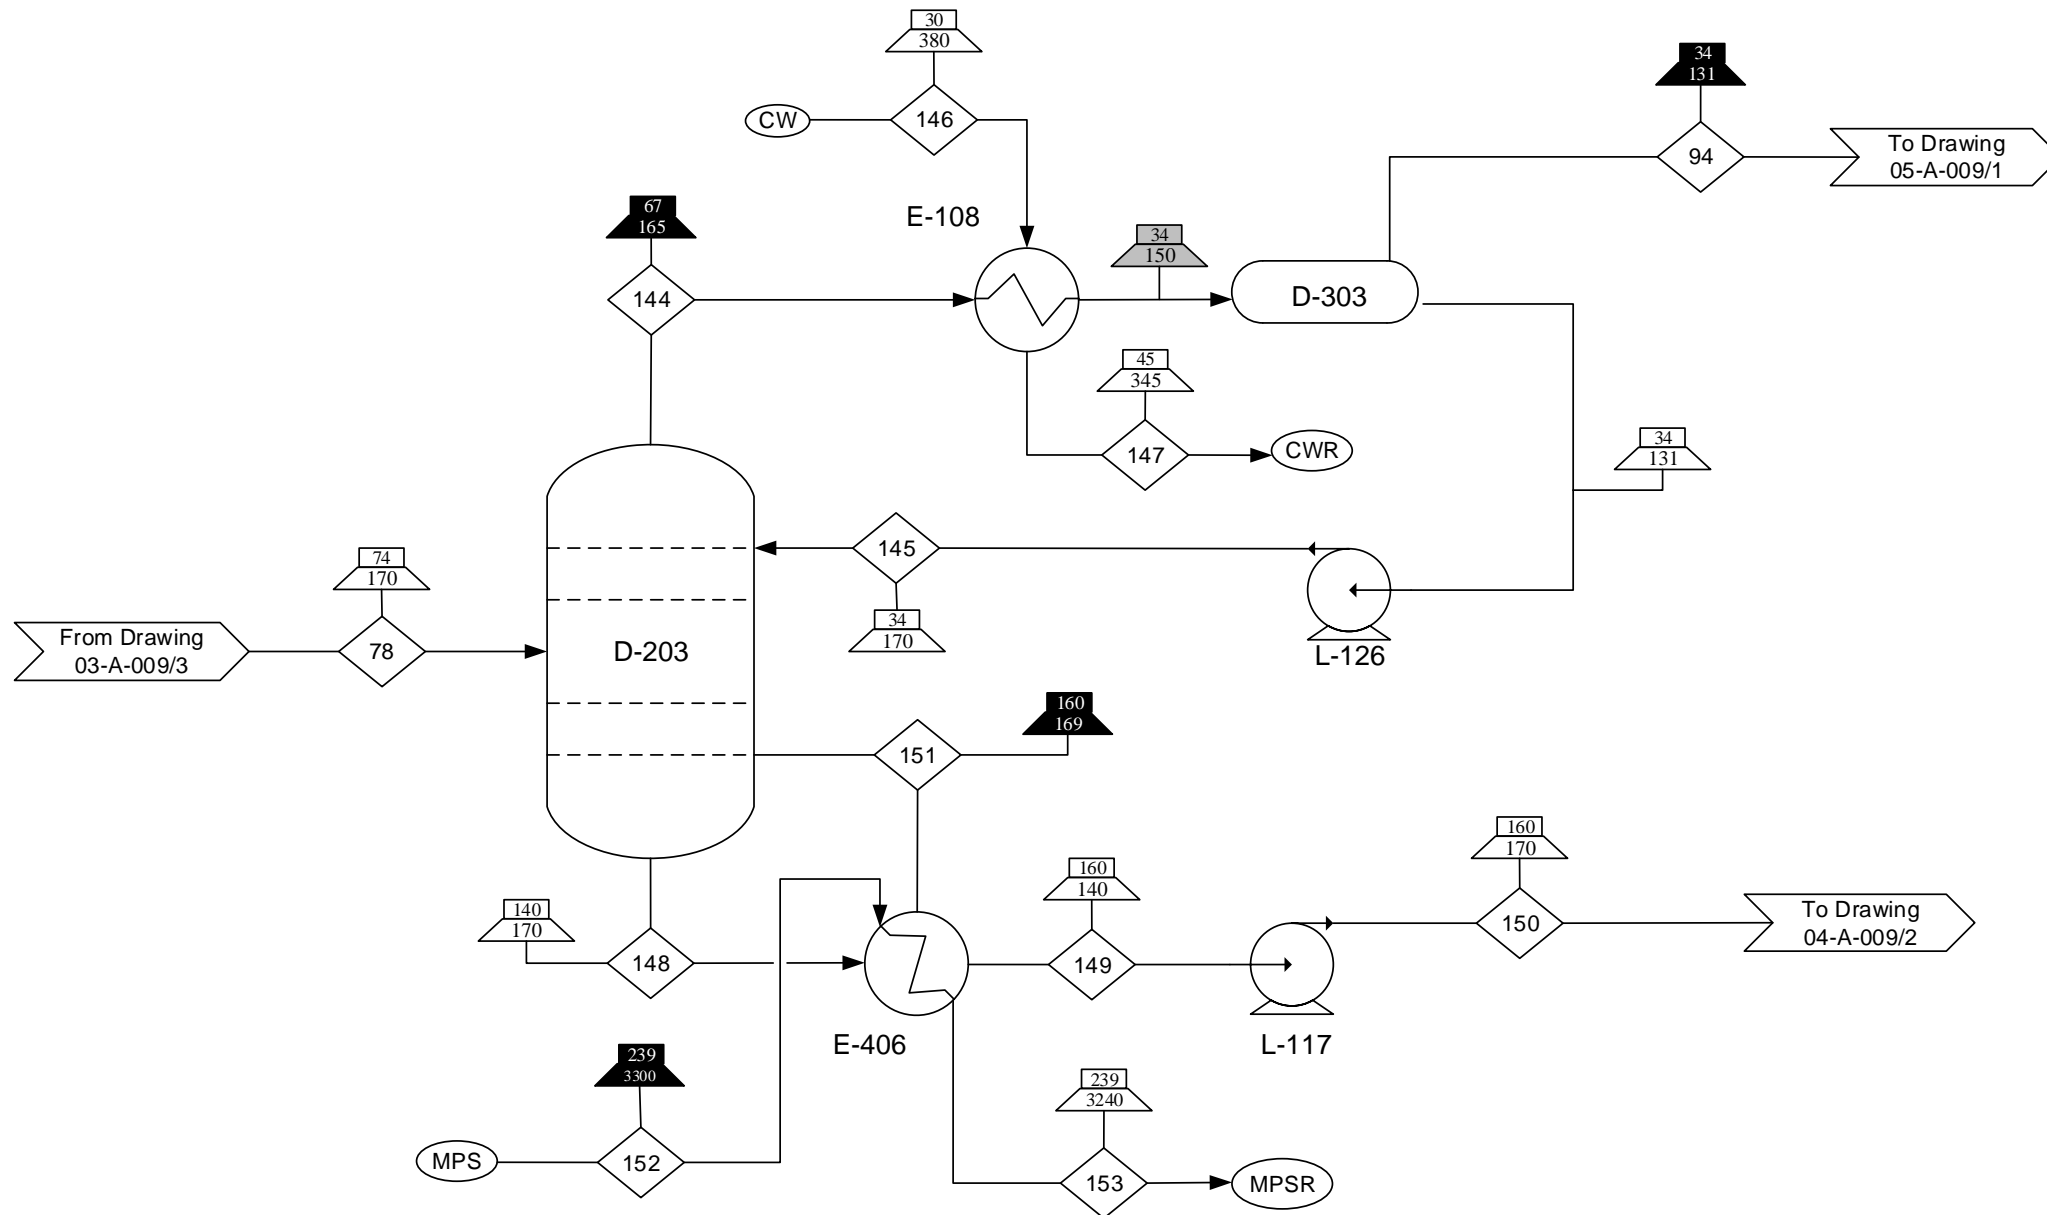 30
380
34
131
CW
146
To Drawing
05-A-009/1
94
67
165
E-108
34
150
144
D-303
45
345
CWR
147
34
131
74
170
145
From Drawing
03-A-009/3
78
D-203
34
170
L-126
160
169
151
160
170
160
140
140
170
To Drawing
04-A-009/2
150
148
149
E-406
L-117
239
3300
239
3240
MPS
152
153
MPSR